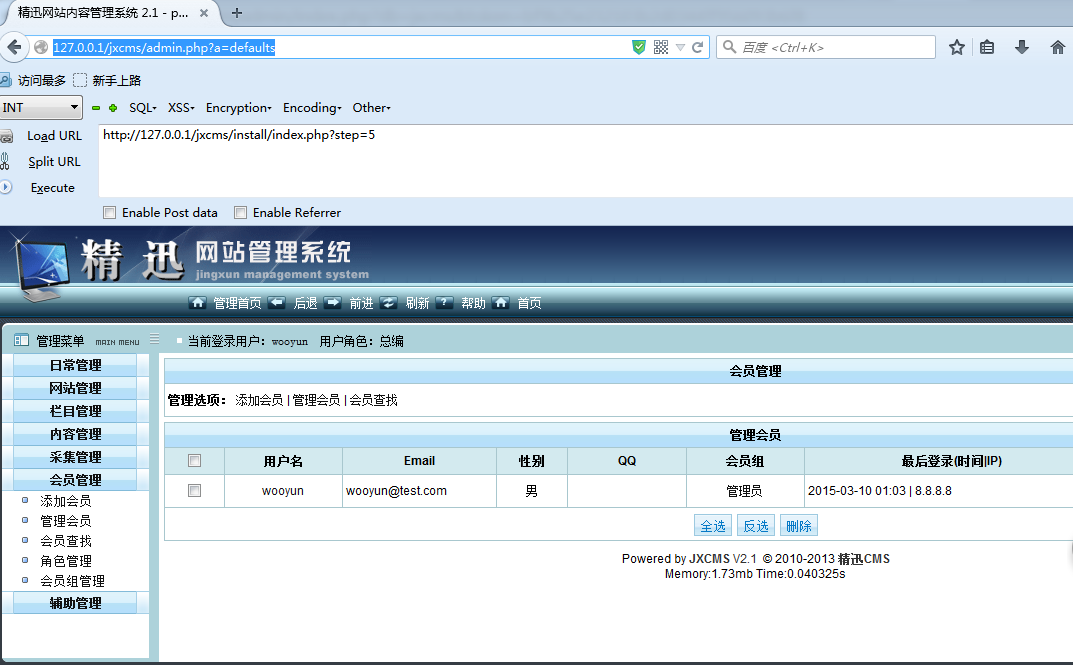 精迅网站内容管理系统 2.1 - p... × +
127.0.0.1/jxcms/admin.php?a=defaults 百度 <Ctrl+K>
访问最多 新手上路
INT SQL XSS Encryption Encoding Other
Load URL http://127.0.0.1/jxcms/install/index.php?step=5
Split URL
Execute
Enable Post data Enable Referrer
精迅 网站管理系统
jingxun management system
管理首页 后退 前进 刷新 ? 帮助 首页
管理菜单 MAIN MENU 当前登录用户：wooyun 用户角色：总编
日常管理
网站管理
栏目管理
内容管理
采集管理
会员管理
添加会员
管理会员
会员查找
角色管理
会员组管理
辅助管理
会员管理
管理选项： 添加会员 | 管理会员 | 会员查找
管理会员
用户名 Email 性别 QQ 会员组 最后登录(时间|IP)
wooyun wooyun@test.com 男 管理员 2015-03-10 01:03 | 8.8.8.8
全选 反选 删除
Powered by JXCMS V2.1 © 2010-2013 精迅CMS
Memory:1.73mb Time:0.040325s